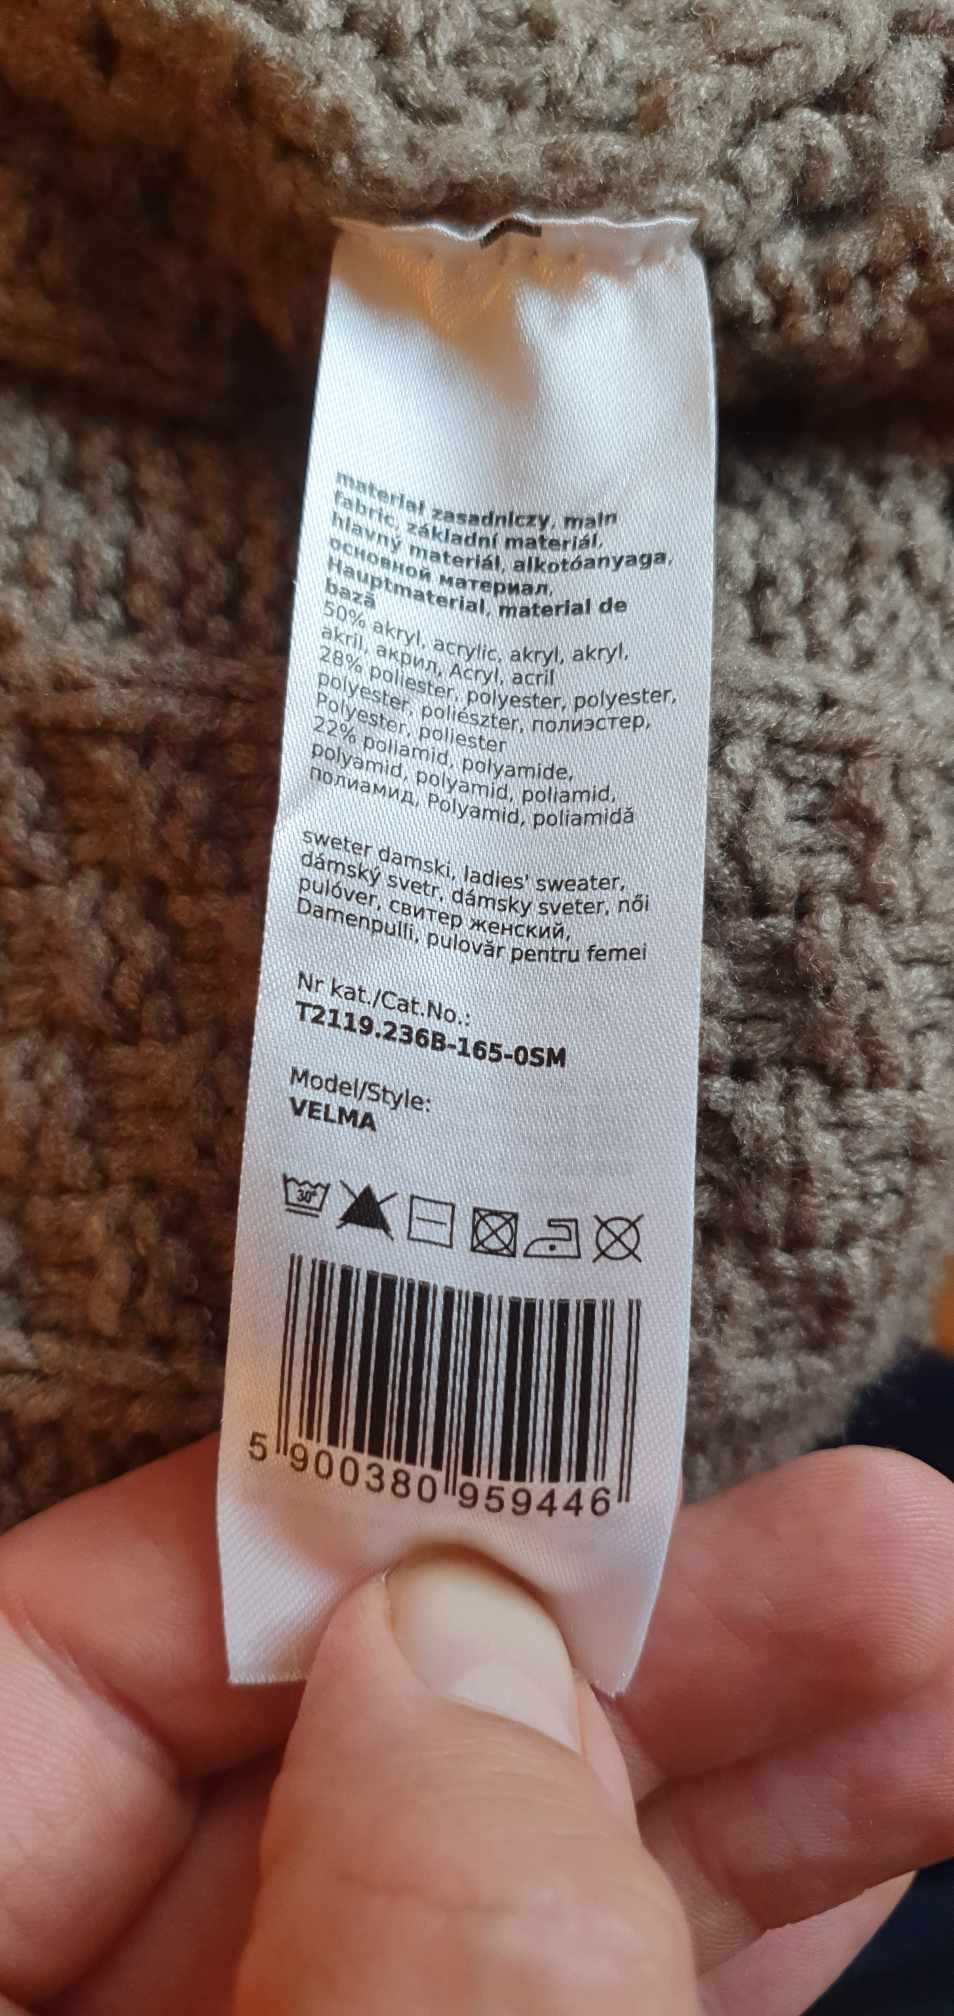 materiał zasadniczy, main
fabric, základní materiál,
hlavný materiál, alkotóanyaga,
основной материал,
Hauptmaterial, material de
bază
50% akryl, acrylic, akryl, akryl,
akril, акрил, Acryl, acril
28% poliester, polyester, polyester,
polyester, poliészter, полиэстер,
Polyester, poliester
22% poliamid, polyamide,
polyamid, polyamid, poliamid,
полиамид, Polyamid, poliamidă
sweter damski, ladies' sweater,
dámský svetr, dámsky sveter, női
pulóver, свитер женский,
Damenpulli, pulovăr pentru femei
Nr kat./Cat.No.:
T2119.236B-165-0SM
Model/Style:
VELMA
30°
5 900380 959446